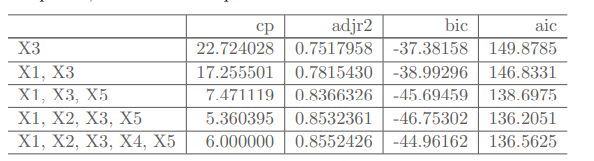 cp adjr2 bic aic
X3 22.724028 0.7517958 -37.38158 149.8785
X1, X3 17.255501 0.7815430 -38.99296 146.8331
X1, X3, X5 7.471119 0.8366326 -45.69459 138.6975
X1, X2, X3, X5 5.360395 0.8532361 -46.75302 136.2051
X1, X2, X3, X4, X5 6.000000 0.8552426 -44.96162 136.5625